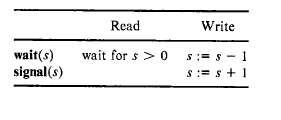 Read Write
wait(s) wait for s > 0 s := s - 1
signal(s) s := s + 1